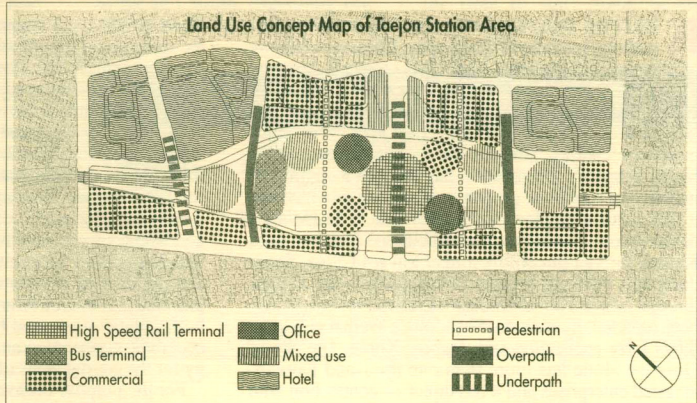 Land Use Concept Map of Taejon Station Area
High Speed Rail Terminal
Bus Terminal
Commercial
Office
Mixed use
Hotel
Pedestrian
Overpath
Underpath
N